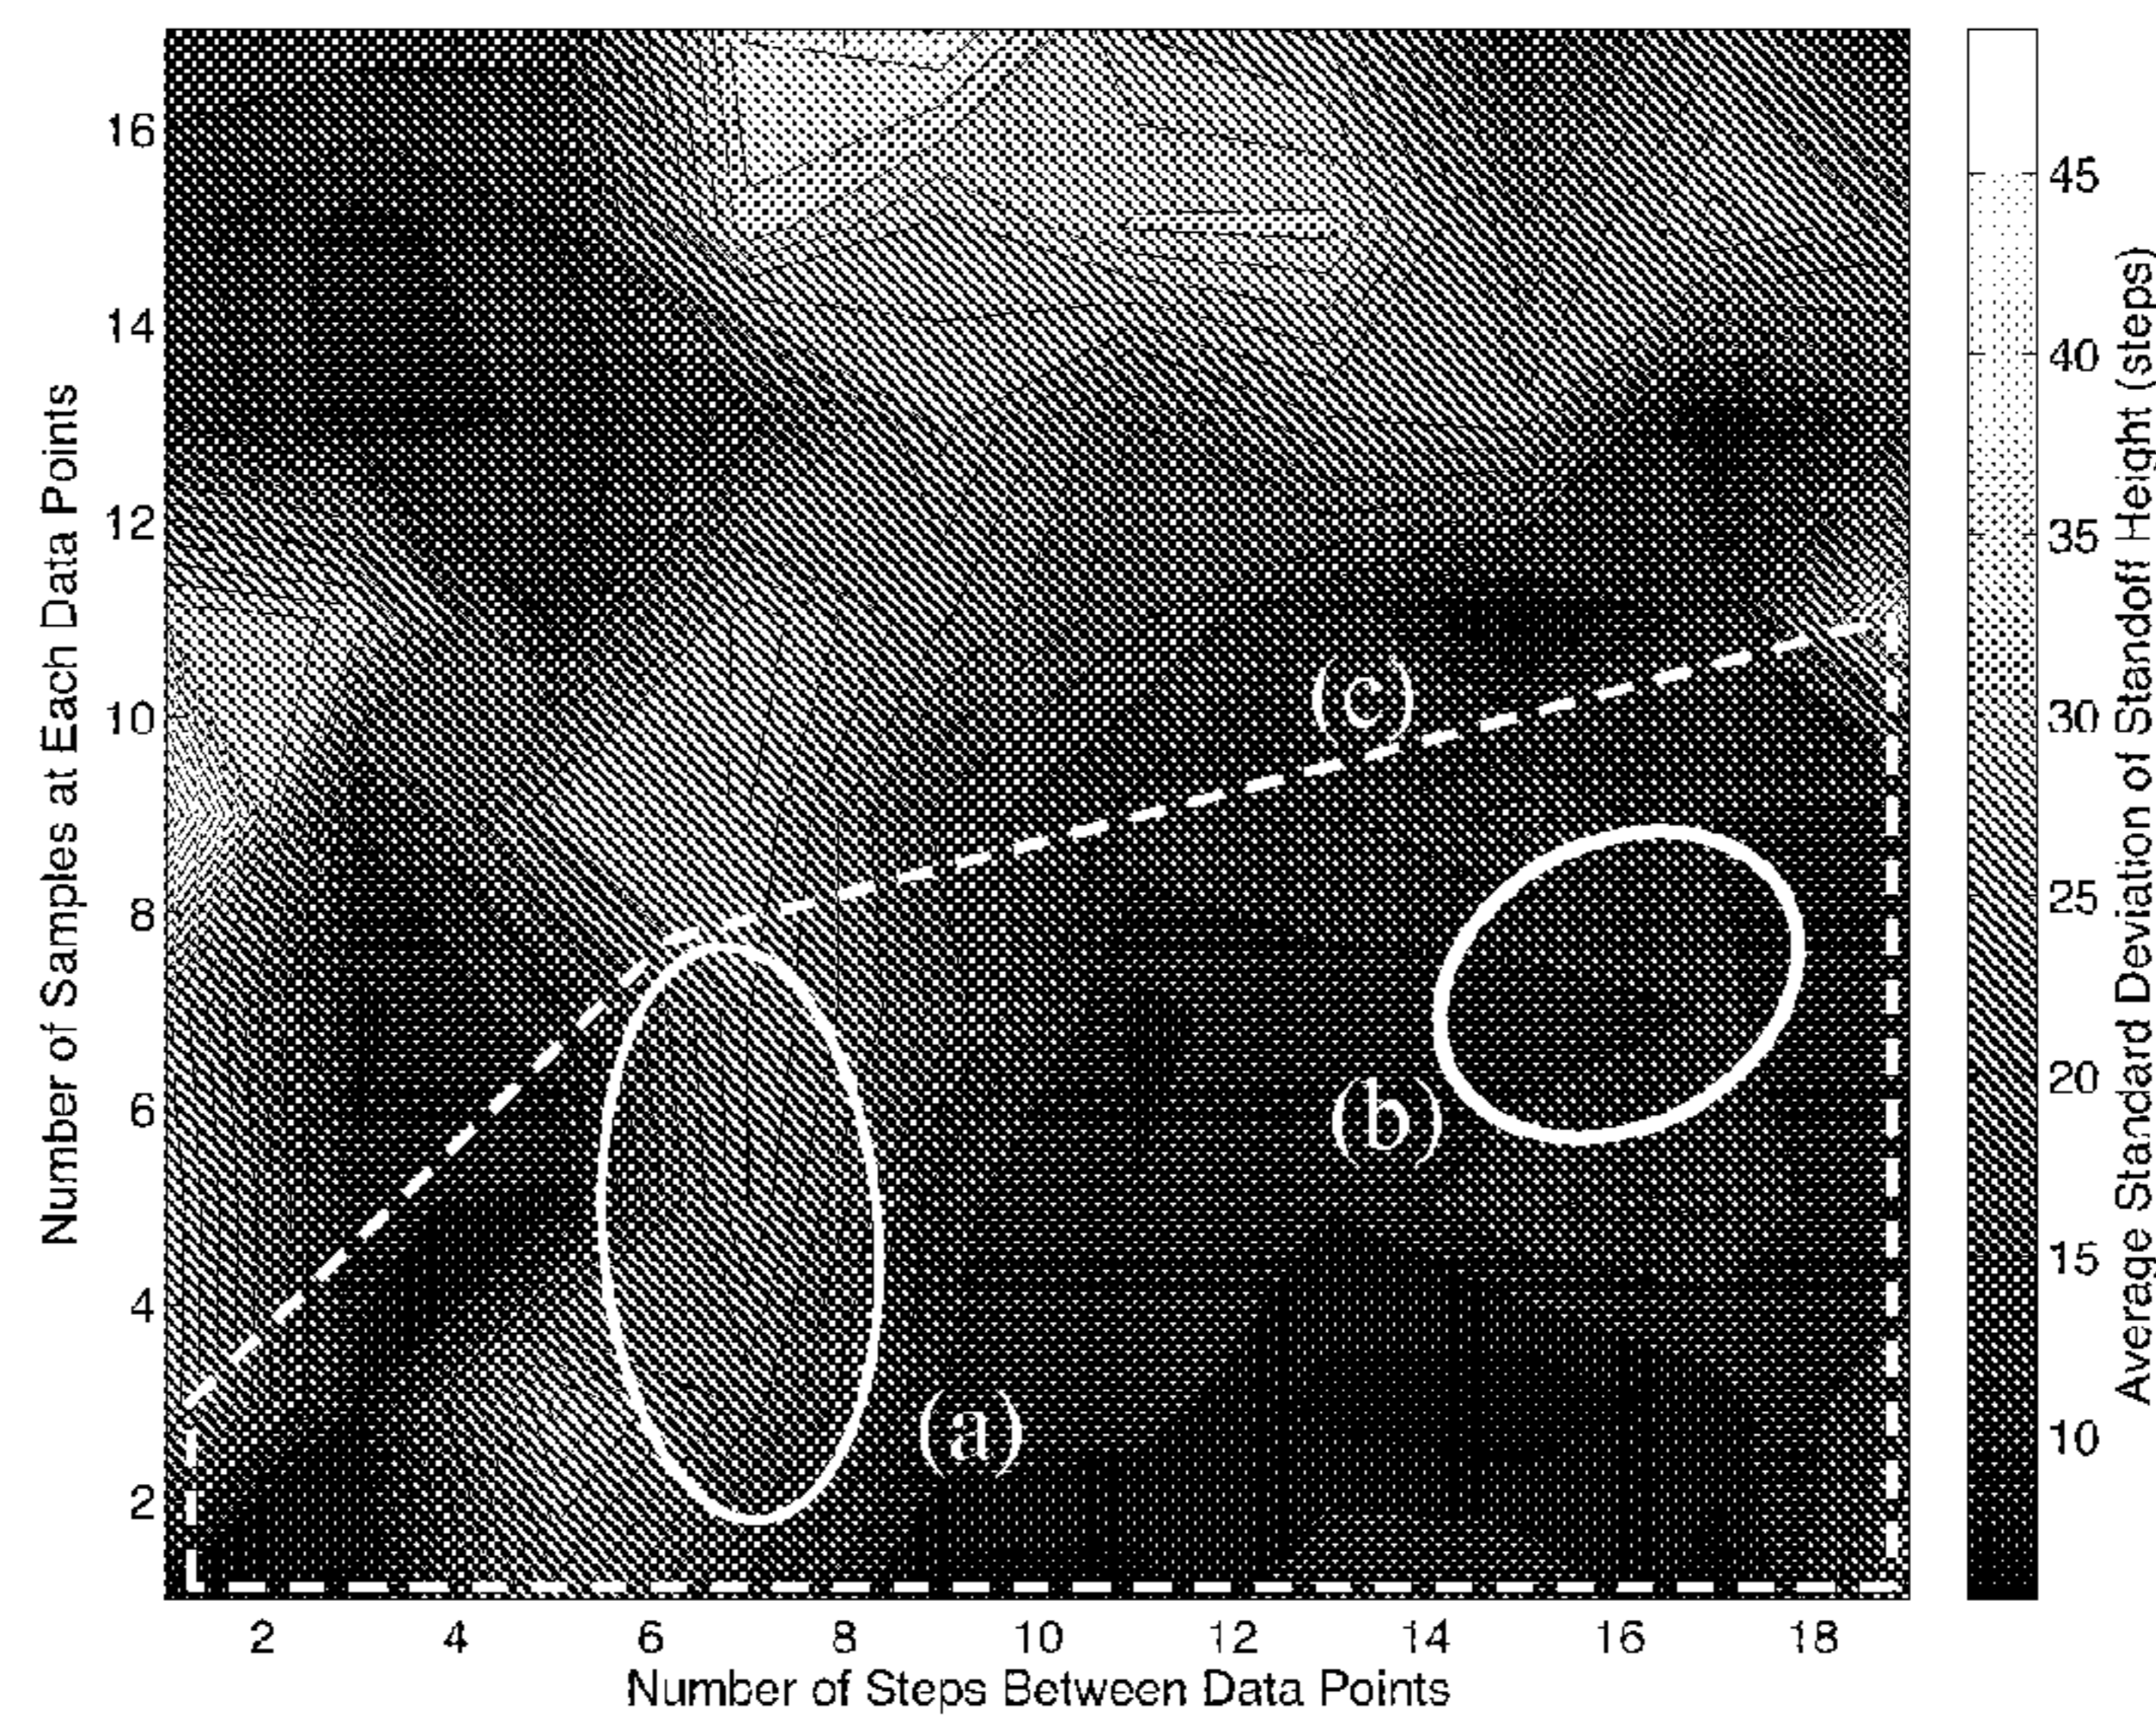 16
14
12
10
8
6
4
2
Number of Samples at Each Data Points
(c)
(b)
(a)
2 4 6 8 10 12 14 16 18
Number of Steps Between Data Points
45
40
35
30
25
20
15
10
Average Standard Deviation of Standoff Height (steps)